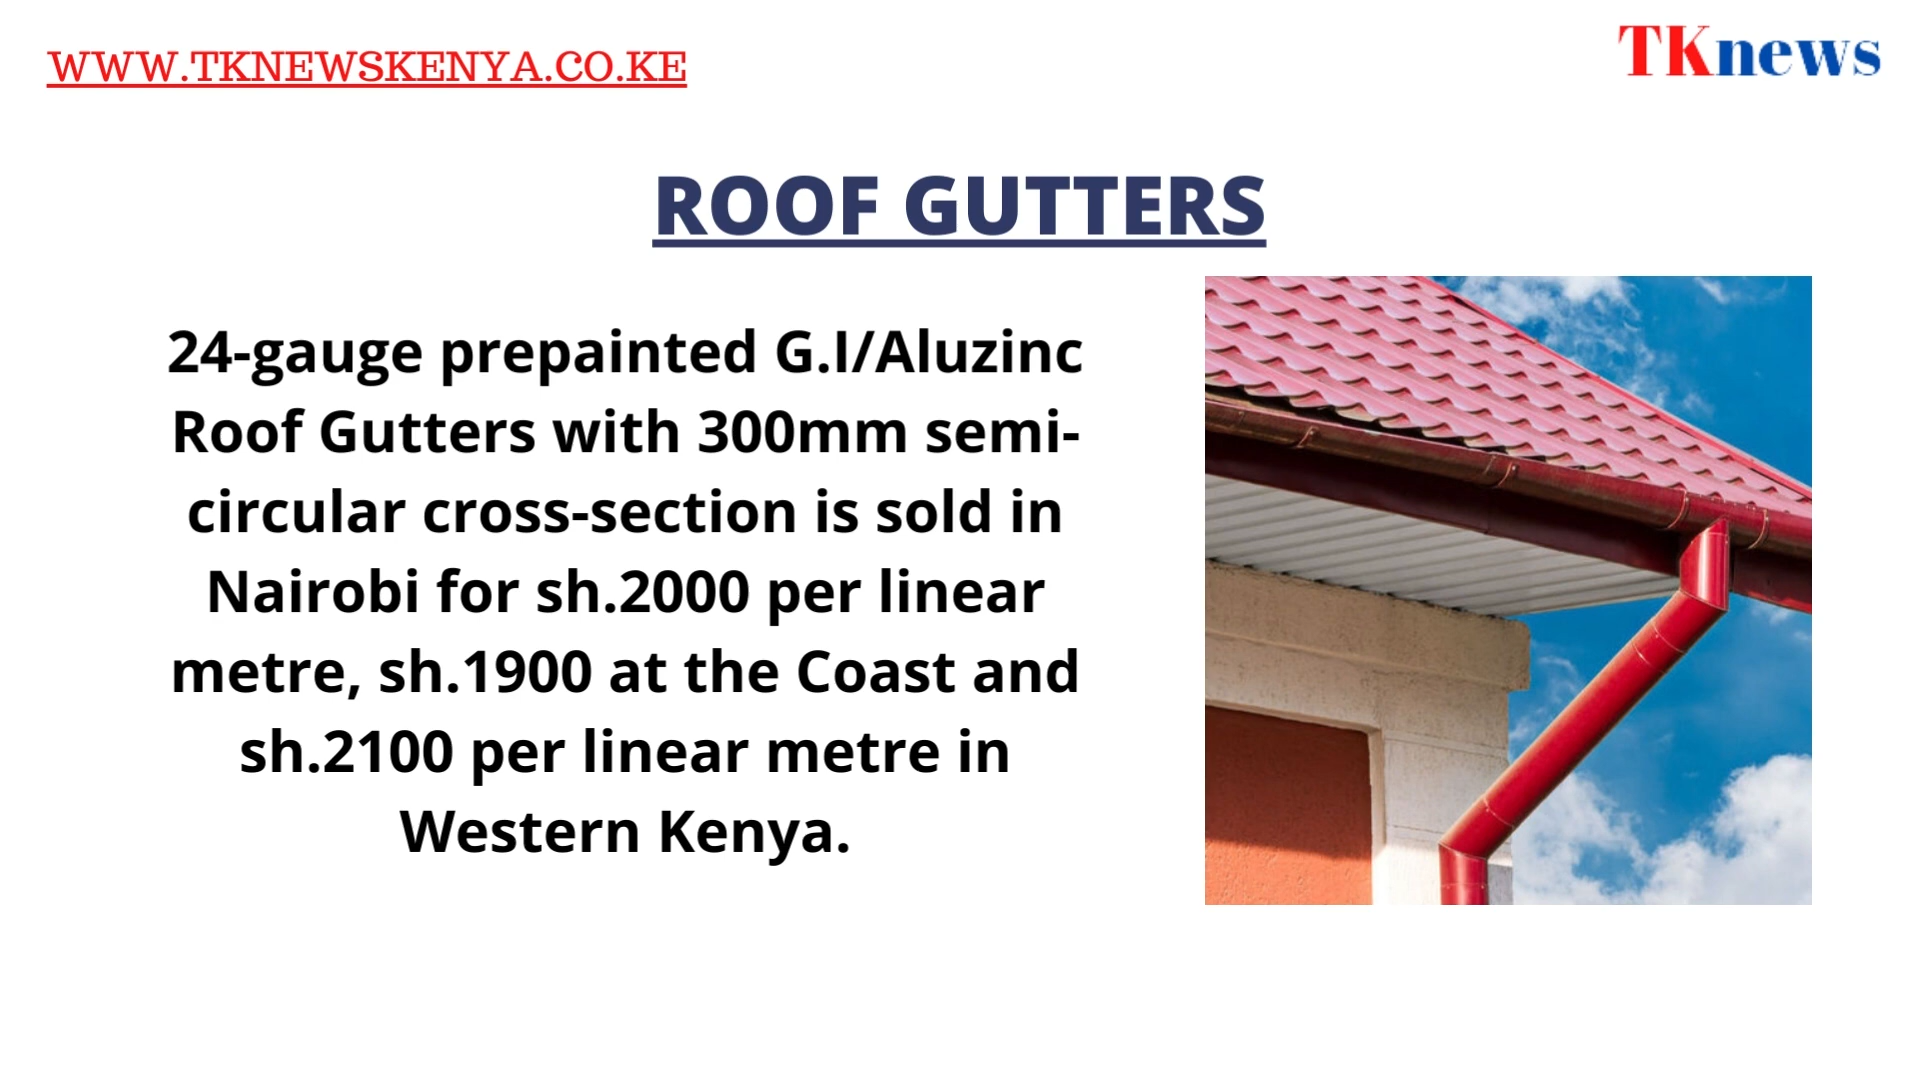 WWW.TKNEWSKENYA.CO.KE
TKnews
ROOF GUTTERS
24-gauge prepainted G.I/Aluzinc
Roof Gutters with 300mm semi-
circular cross-section is sold in
Nairobi for sh.2000 per linear
metre, sh.1900 at the Coast and
sh.2100 per linear metre in
Western Kenya.